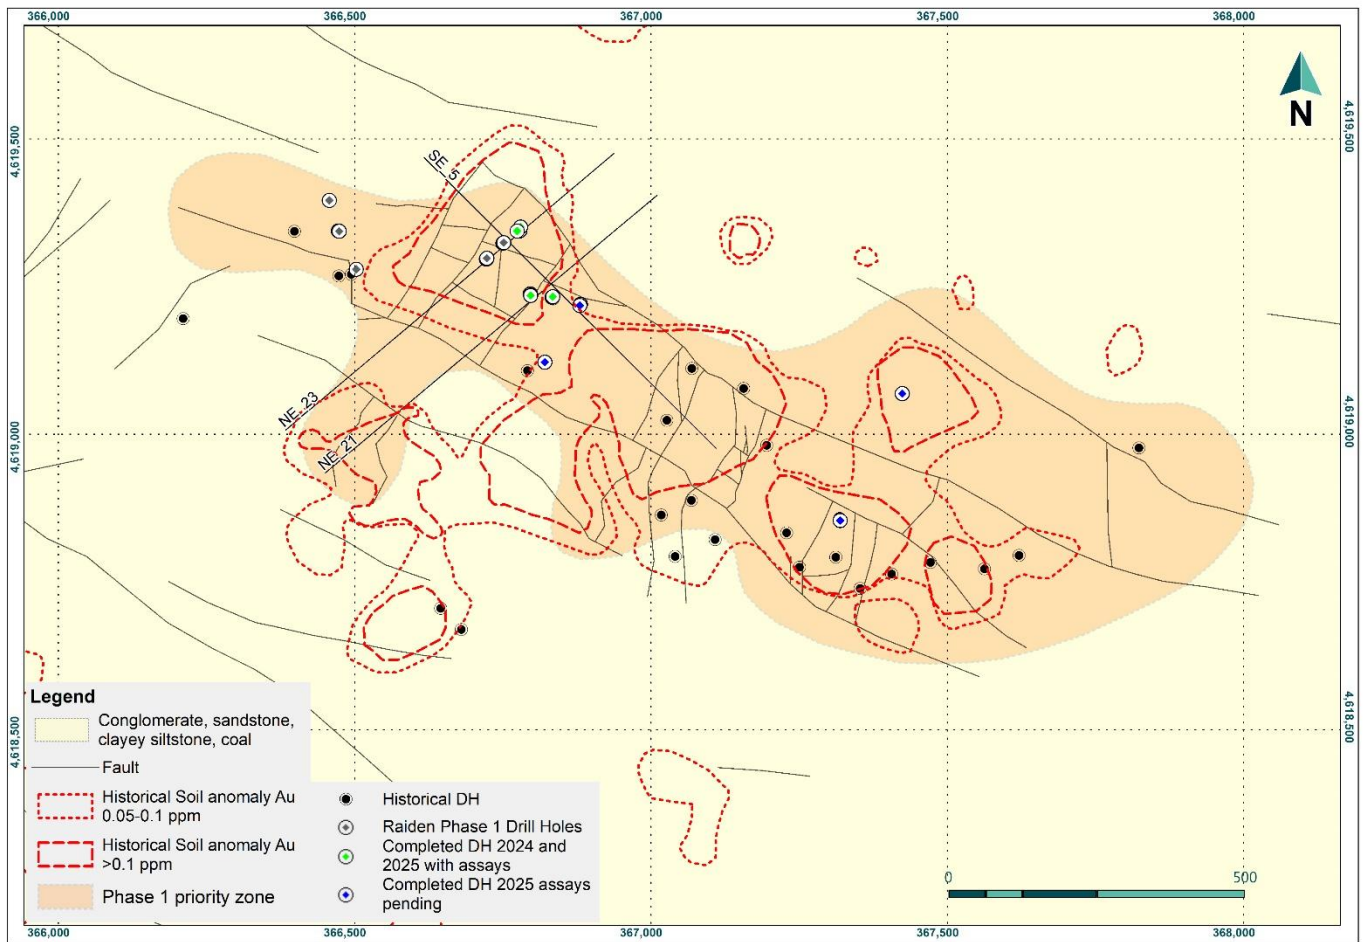 366,000
366,500
367,000
367,500
368,000
N
4,619,500
4,619,500
SE_5
NE_23
NE_21
4,619,000
4,619,000
4,618,500
4,618,500
Legend
Conglomerate, sandstone,
clayey siltstone, coal
Fault
Historical Soil anomaly Au
0.05-0.1 ppm
Historical Soil anomaly Au
>0.1 ppm
Phase 1 priority zone
Historical DH
Raiden Phase 1 Drill Holes
Completed DH 2024 and
2025 with assays
Completed DH 2025 assays
pending
0
500
366,000
366,500
367,000
367,500
368,000